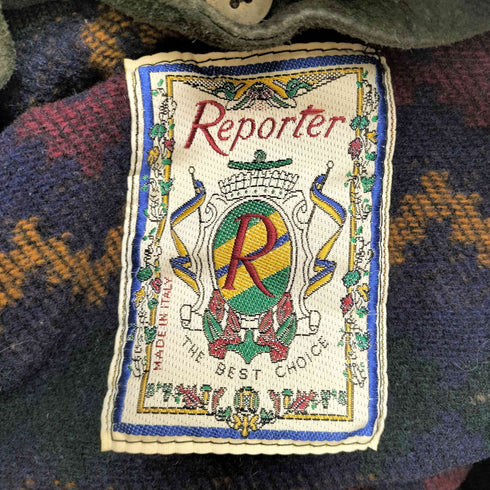 Reporter
R
MADE IN ITALY
THE BEST CHOICE